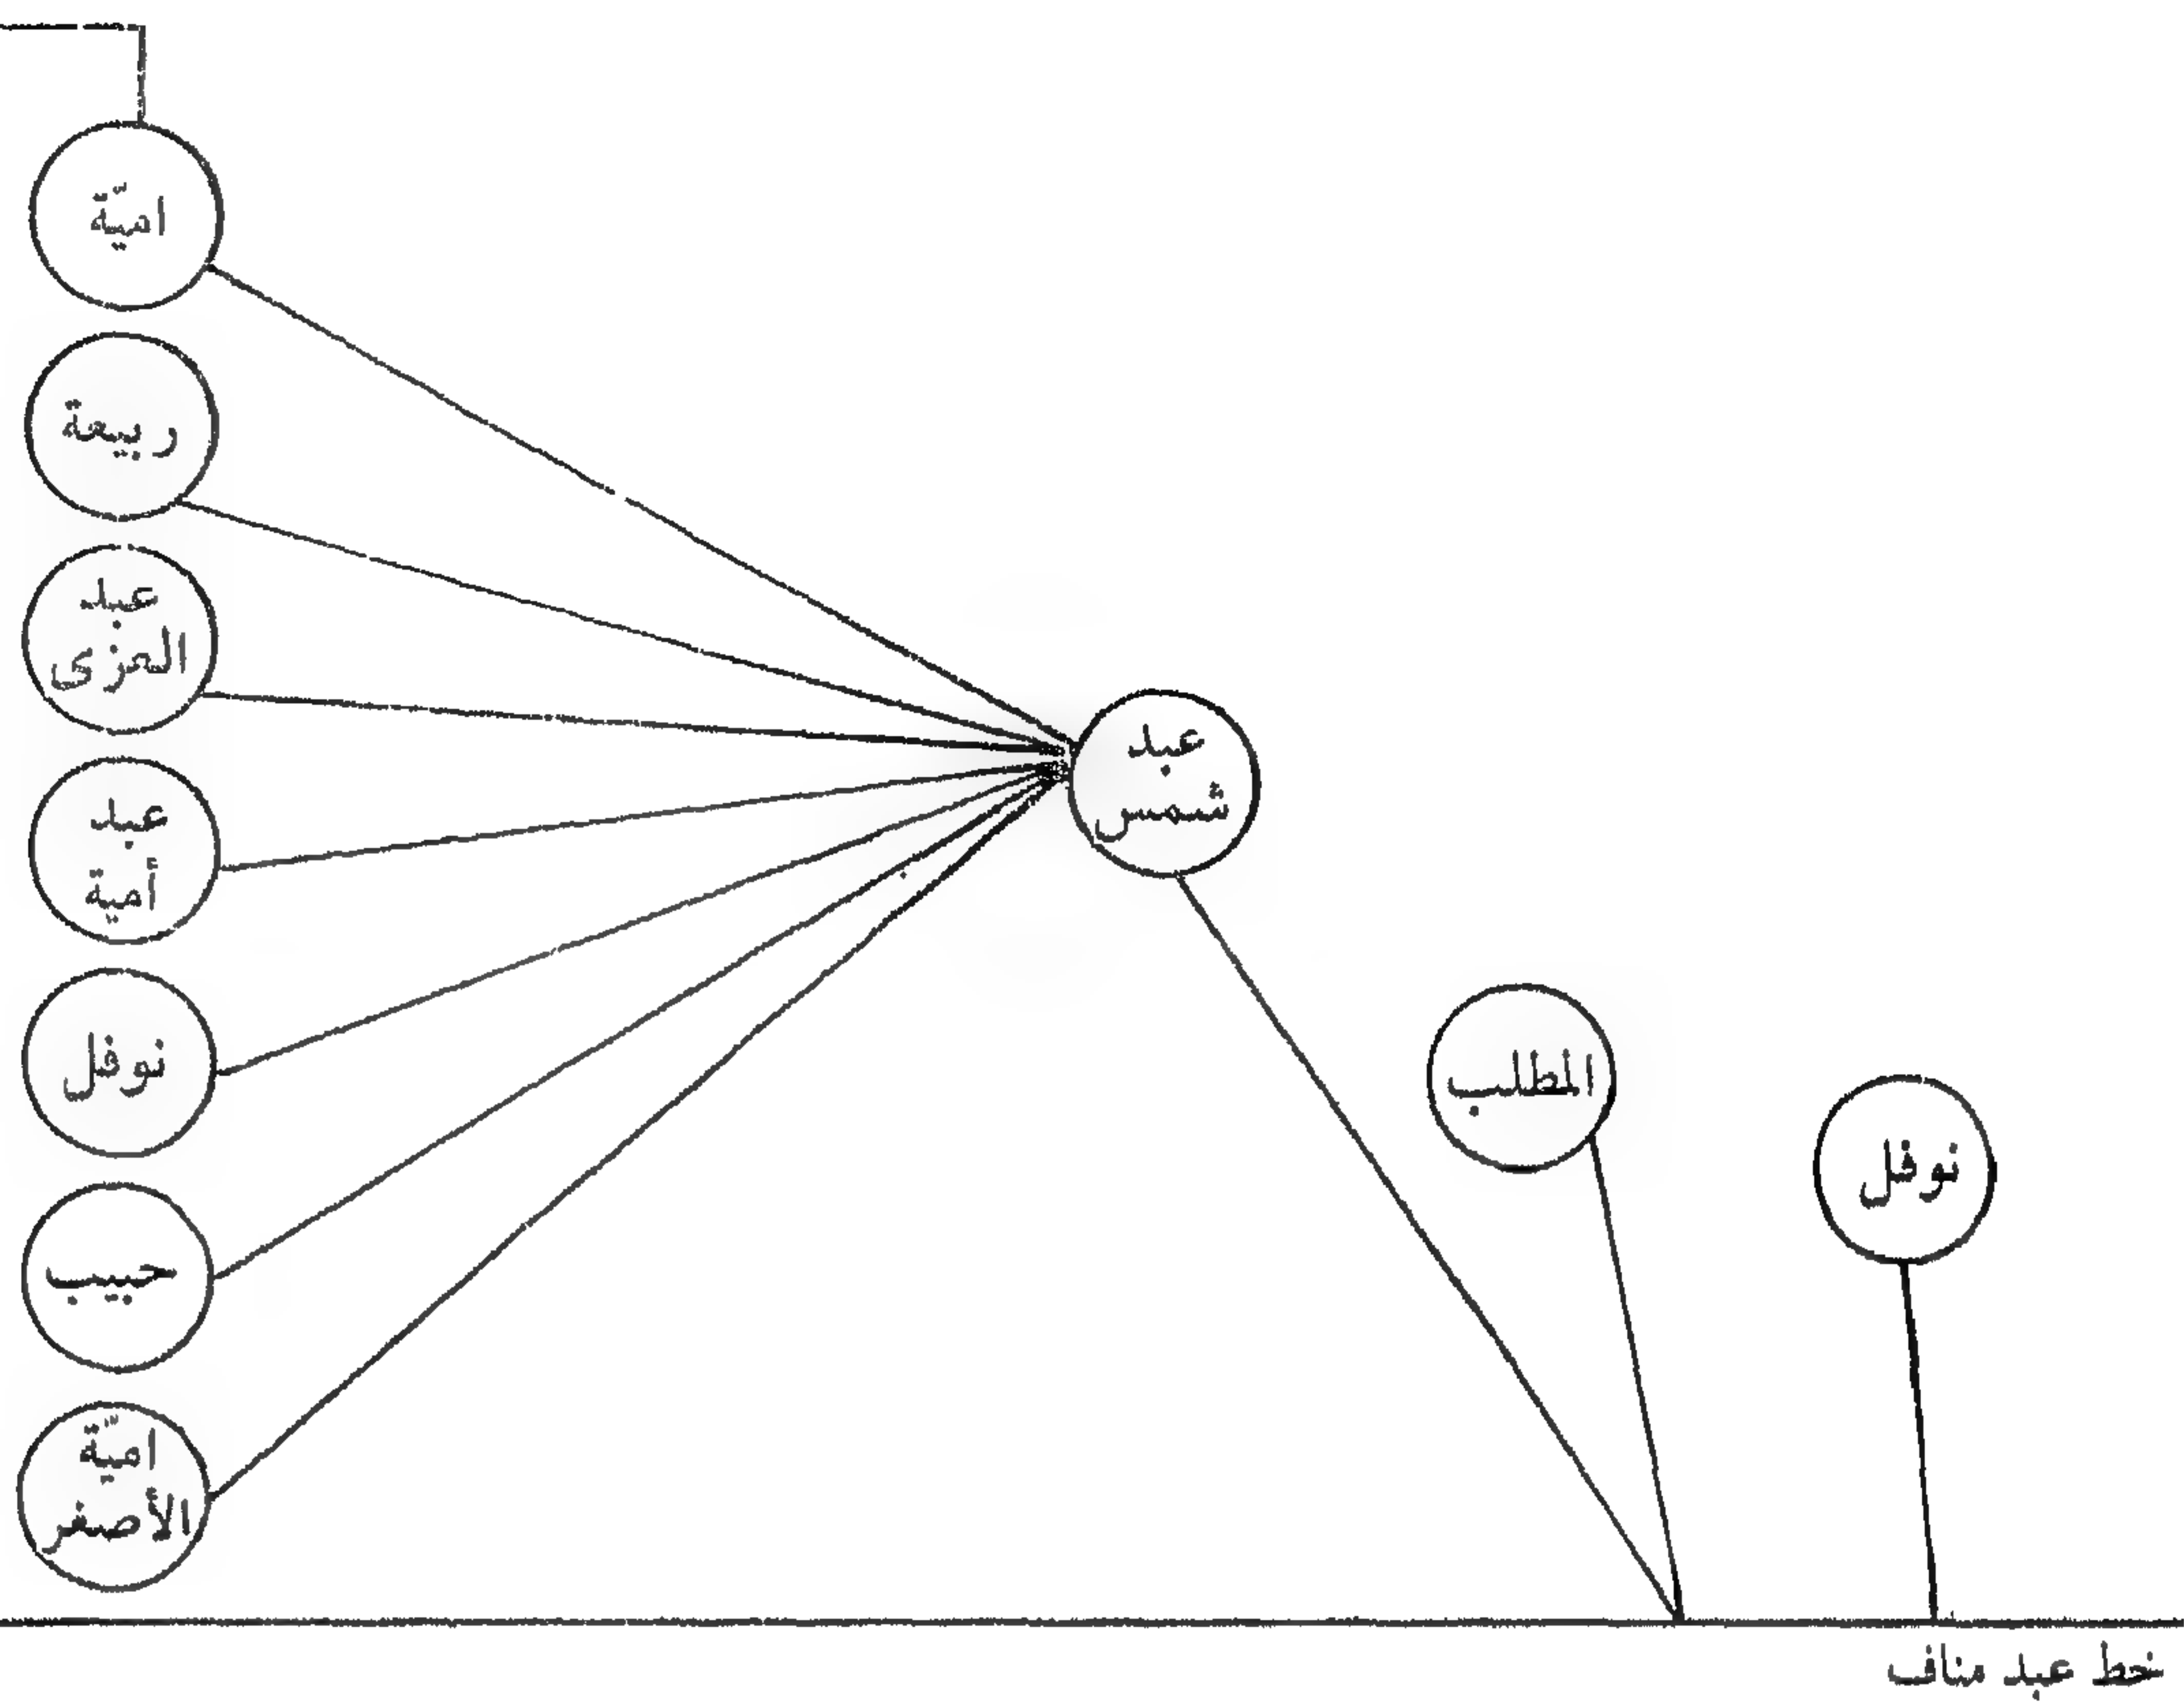 اميّة
ربيعة
عبد
العزى
عبد
أمية
نوفل
حبيب
اميّة
الأصغر
عبد
شمس
المطلب
نوفل
خط عبد مناف